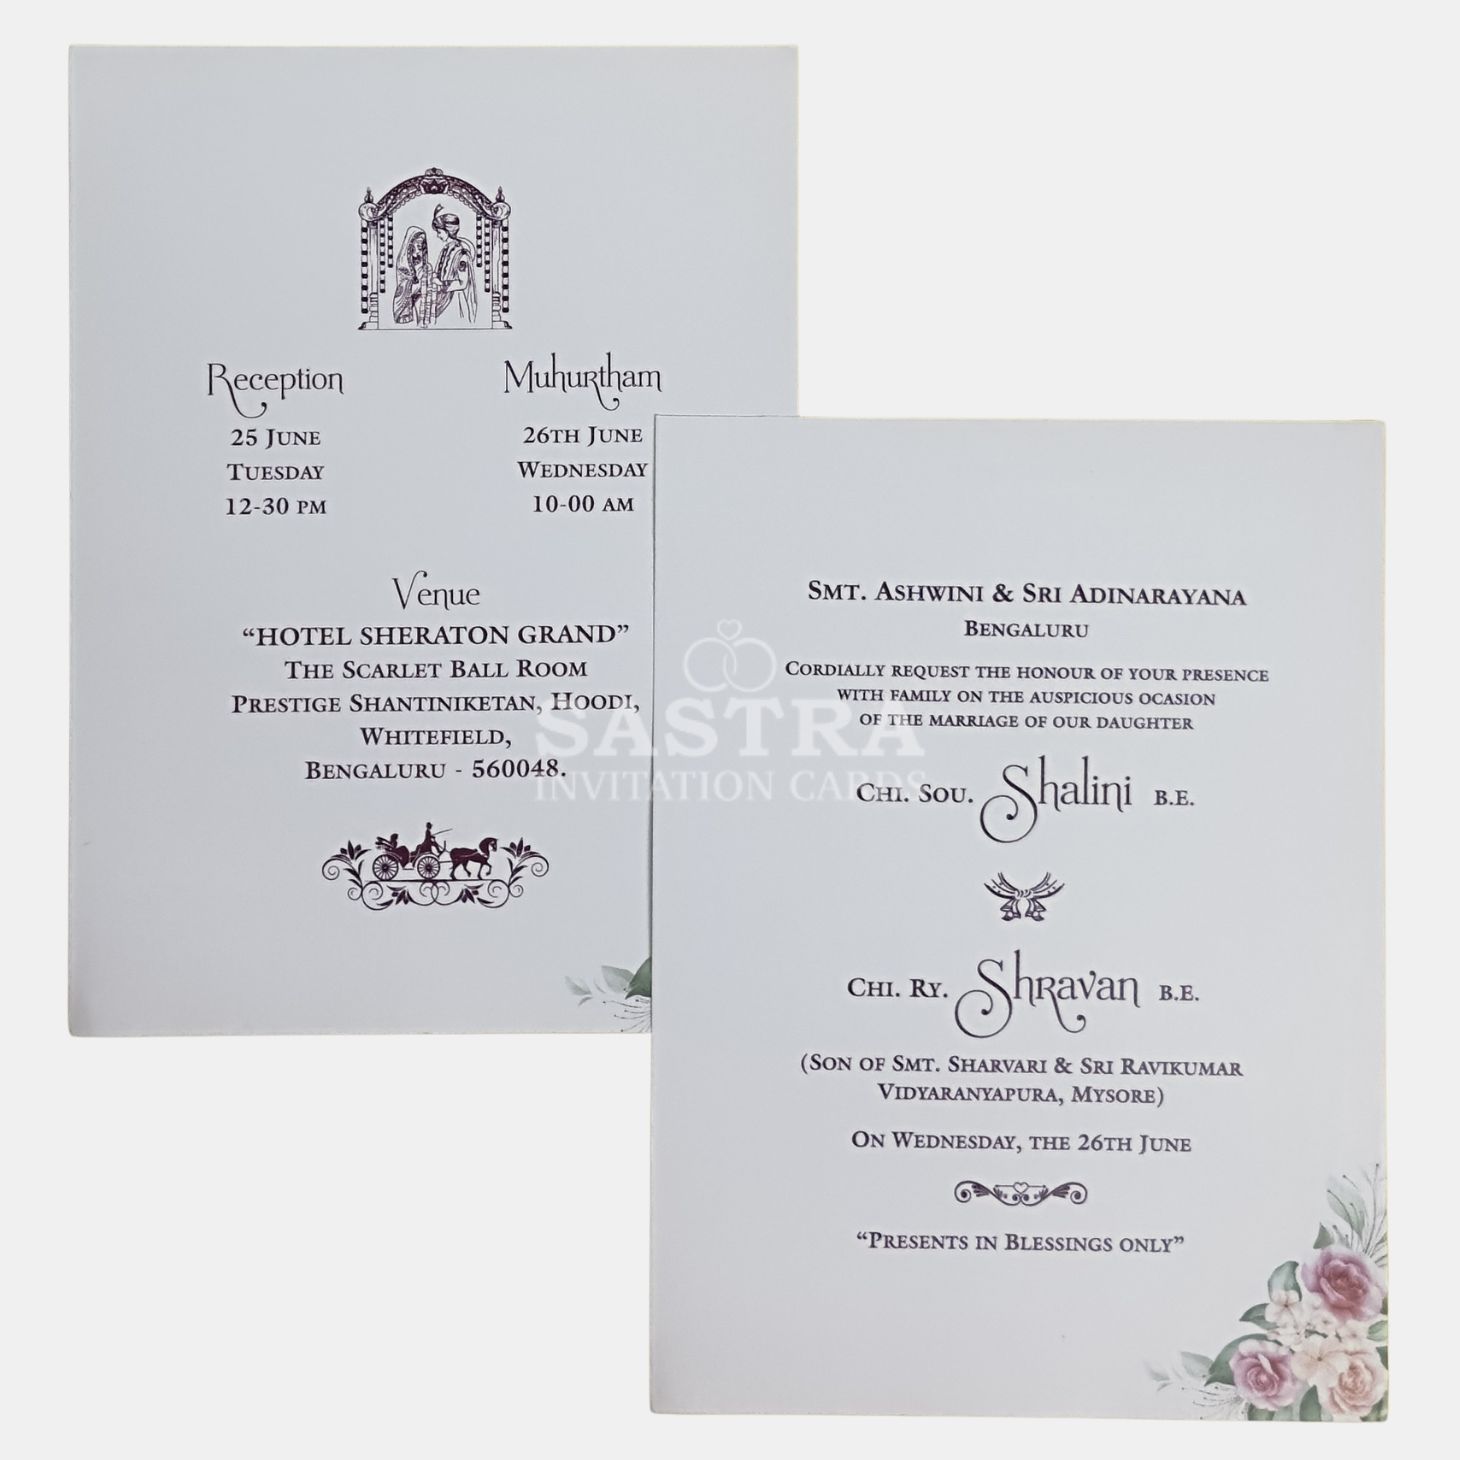 Reception
25 June
Tuesday
12-30 pm
Muhurtham
26th June
Wednesday
10-00 am
Venue
“HOTEL SHERATON GRAND”
The Scarlet Ball Room
Prestige Shantiniketan, Hoodi,
Whitefield,
Bengaluru - 560048.
Smt. Ashwini & Sri Adinarayana
Bengaluru
Cordially request the honour of your presence
with family on the auspicious ocasion
of the marriage of our daughter
Chi. Sou. Shalini B.E.
Chi. Ry. Shravan B.E.
(Son of Smt. Sharvari & Sri Ravikumar
Vidyaranyapura, Mysore)
On Wednesday, the 26th June
“Presents in Blessings only”
SASTRA
INVITATION CARDS